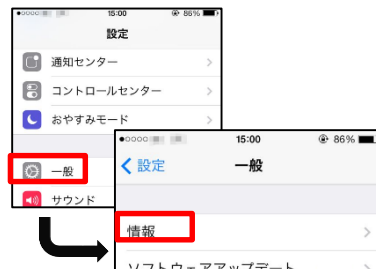 15:00 86%
設定
通知センター
コントロールセンター
おやすみモード
一般
サウンド
15:00 86%
設定 一般
情報
ソフトウェアアップデート